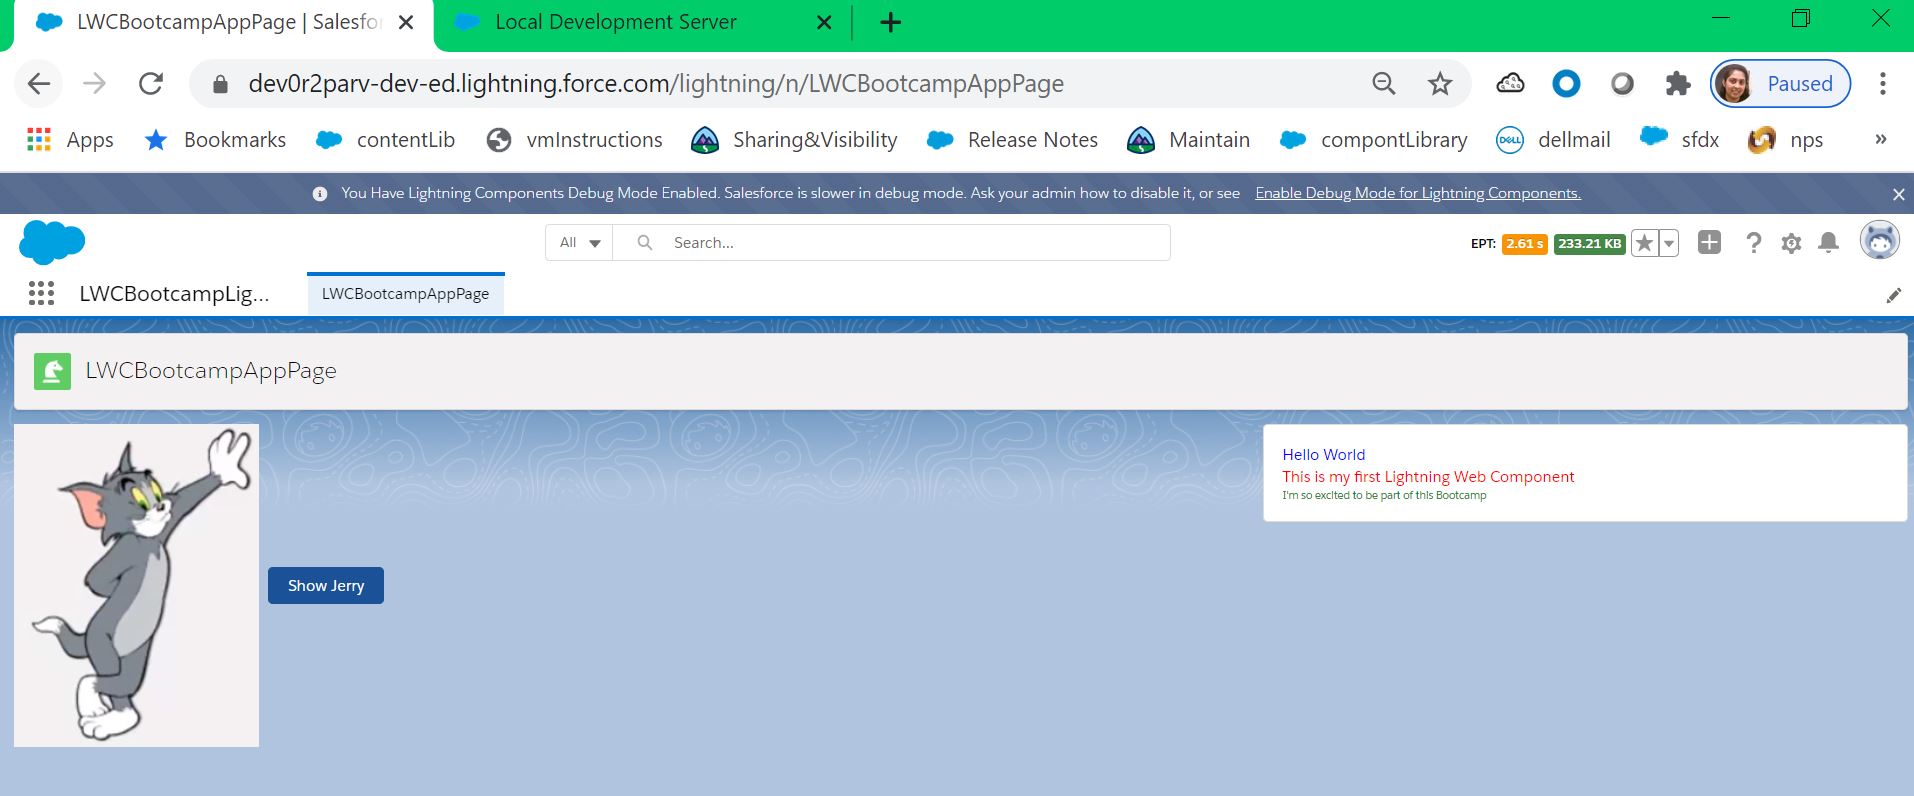 LWCBootcampAppPage | Salesfo
Local Development Server
dev0r2parv-dev-ed.lightning.force.com/lightning/n/LWCBootcampAppPage
Paused
Apps Bookmarks contentLib vmInstructions Sharing&Visibility Release Notes Maintain compontLibrary DELL dellmail sfdx nps »
You Have Lightning Components Debug Mode Enabled. Salesforce is slower in debug mode. Ask your admin how to disable it, or see Enable Debug Mode for Lightning Components.
All Search... EPT: 2.61 s 233.21 KB
LWCBootcampLig... LWCBootcampAppPage
LWCBootcampAppPage
Show Jerry
Hello World
This is my first Lightning Web Component
I'm so excited to be part of this Bootcamp